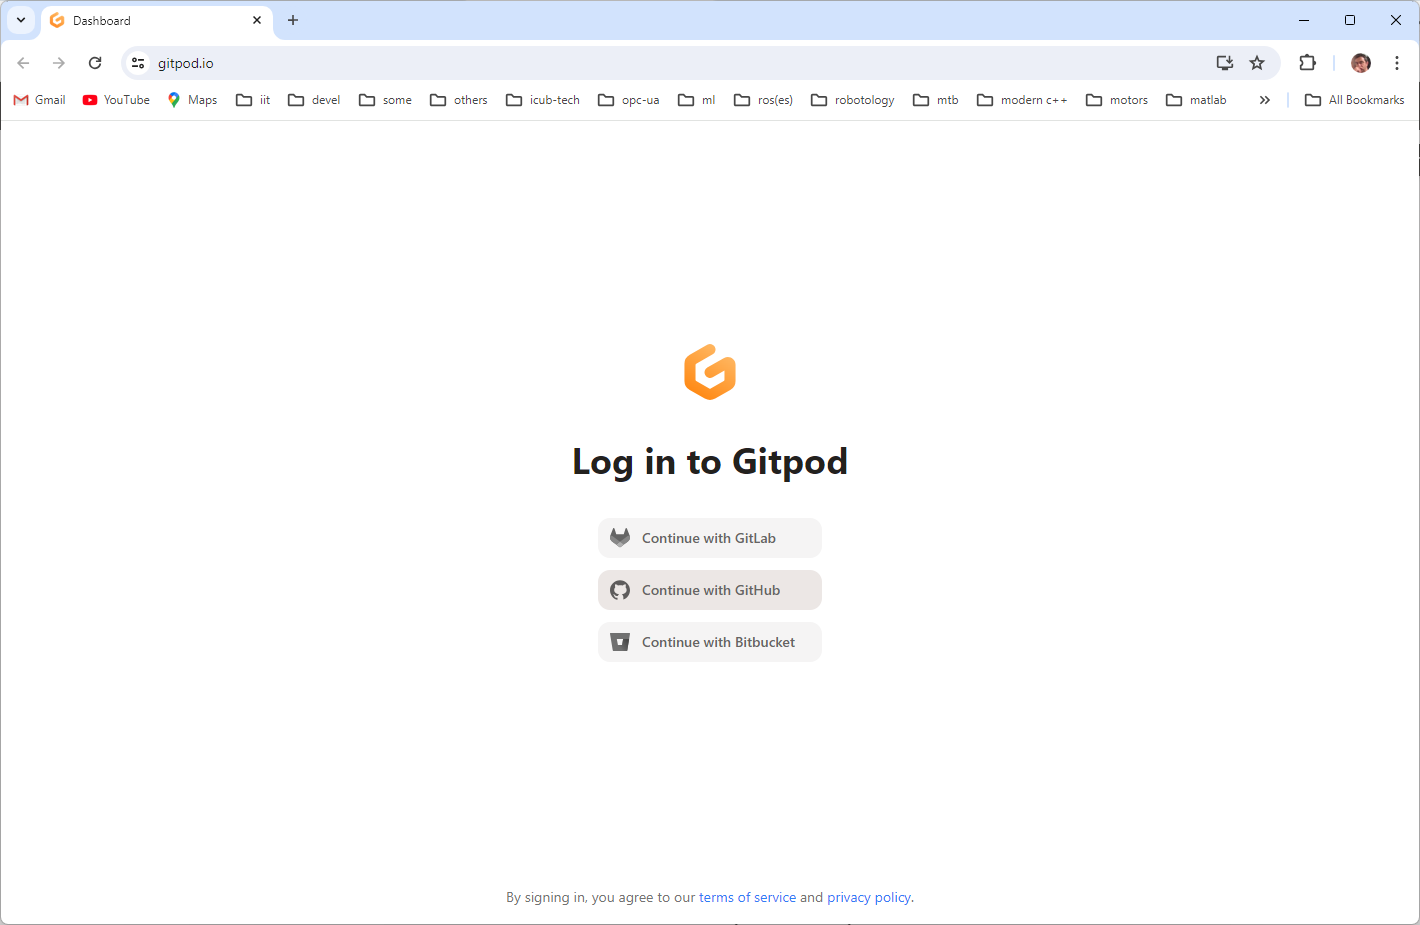 Dashboard
gitpod.io
Gmail YouTube Maps iit devel some others icub-tech opc-ua ml ros(es) robotology mtb modern c++ motors matlab » All Bookmarks
Log in to Gitpod
Continue with GitLab
Continue with GitHub
Continue with Bitbucket
By signing in, you agree to our terms of service and privacy policy.